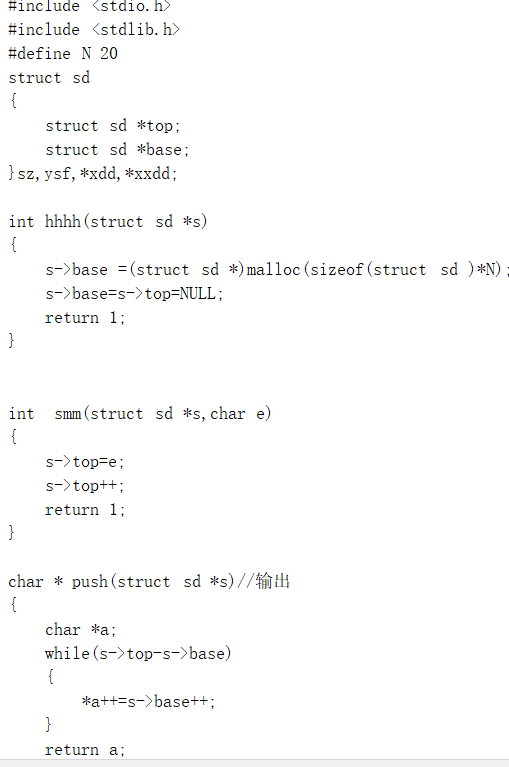 #include <stdio.h>
#include <stdlib.h>
#define N 20
struct sd
{
    struct sd *top;
    struct sd *base;
}sz,ysf,*xdd,*xxdd;
int hhhh(struct sd *s)
{
    s->base =(struct sd *)malloc(sizeof(struct sd )*N);
    s->base=s->top=NULL;
    return 1;
}
int  smm(struct sd *s,char e)
{
    s->top=e;
    s->top++;
    return 1;
}
char * push(struct sd *s)//输出
{
    char *a;
    while(s->top-s->base)
    {
        *a++=s->base++;
    }
    return a;